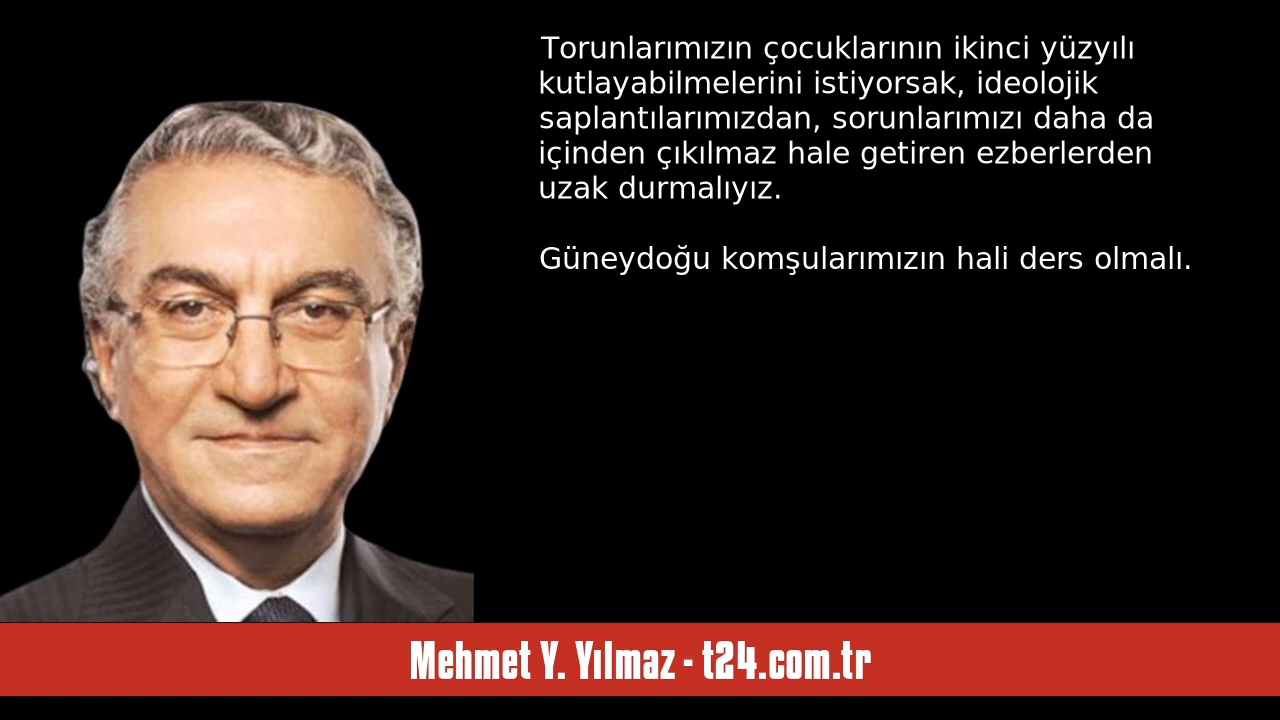 Torunlarımızın çocuklarının ikinci yüzyılı
kutlayabilmelerini istiyorsak, ideolojik
saplantılarımızdan, sorunlarımızı daha da
içinden çıkılmaz hale getiren ezberlerden
uzak durmalıyız.
Güneydoğu komşularımızın hali ders olmalı.
Mehmet Y. Yılmaz - t24.com.tr